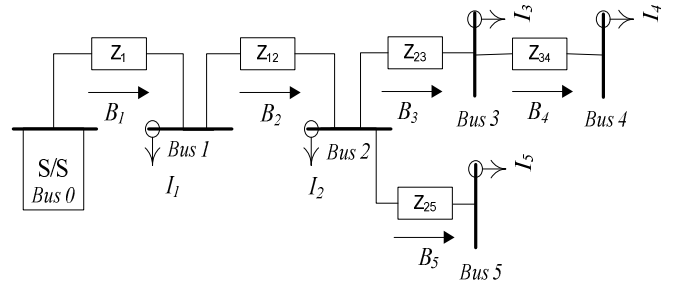 Z1
Z12
Z23
Z34
I3
I4
B1
B2
B3
Bus 3
B4
Bus 4
S/S
Bus 0
Bus 1
I1
Bus 2
I2
Z25
I5
B5
Bus 5